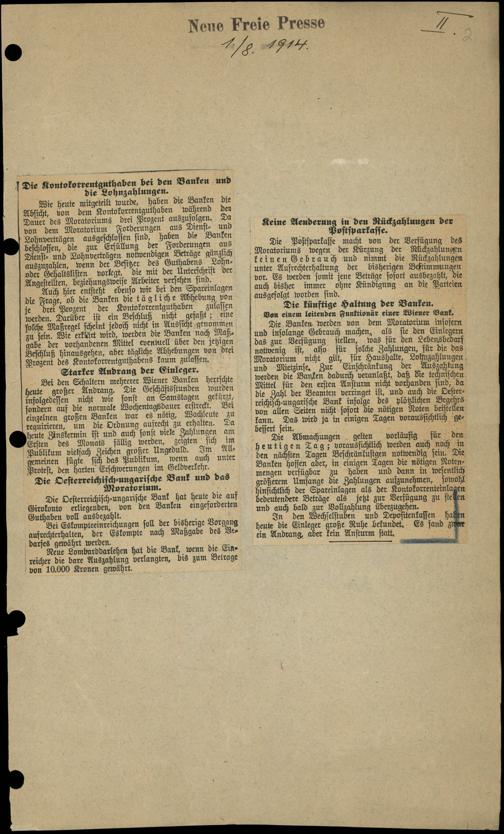 Neue Freie Presse
1/8. 1914.
II. 2
Die Kontokorrentguthaben bei den Banken und
die Lohnzahlungen.
Wie heute mitgeteilt wurde, haben die Banken die
Absicht, von dem Kontokorrentguthaben während der
Dauer des Moratoriums drei Prozent auszufolgen. Da
von dem Moratorium Forderungen aus Dienst- und
Lohnverträgen ausgeschlossen sind, haben die Banken
beschlossen, die zur Erfüllung der Forderungen aus
Dienst- und Lohnverträgen notwendigen Beträge gänzlich
auszuzahlen, wenn der Besitzer des Guthabens Lohn-
oder Gehaltslisten vorlegt, die mit der Unterschrift der
Angestellten, beziehungsweise Arbeiter versehen sind.
Auch hier entsteht ebenso wie bei den Spareinlagen
die Frage, ob die Banken die tägliche Abhebung von
je drei Prozent der Kontokorrentguthaben zulassen
werden. Darüber ist ein Beschluß nicht gefaßt; eine
solche Maßregel scheint jedoch nicht in Aussicht genommen
zu sein. Wie erklärt wird, werden die Banken nach Maß-
gabe der vorhandenen Mittel eventuell über den jetzigen
Beschluß hinausgehen, aber tägliche Abhebungen von drei
Prozent des Kontokorrentguthabens kaum zulassen.
Starker Andrang der Einleger.
Bei den Schaltern mehrerer Wiener Banken herrschte
heute großer Andrang. Die Geschäftsstunden wurden
infolgedessen nicht wie sonst an Samstagen gekürzt,
sondern auf die normale Wochentagsdauer erstreckt. Bei
einzelnen großen Banken war es nötig, Wachleute zu
requirieren, um die Ordnung aufrecht zu erhalten. Da
heute Zinstermin ist und auch sonst viele Zahlungen am
Ersten des Monats fällig werden, zeigten sich im
Publikum vielfach Zeichen großer Ungeduld. Im All-
gemeinen fügte sich das Publikum, wenn auch unter
Protest, den harten Erschwerungen im Geldverkehr.
Die Oesterreichisch-ungarische Bank und das
Moratorium.
Die Oesterreichisch-ungarische Bank hat heute die auf
Girokonto erliegenden, von den Banken eingeforderten
Guthaben voll ausbezahlt.
Bei Eskompteeinreichungen soll der bisherige Vorgang
aufrechterhalten, der Eskompte nach Maßgabe des Be-
darfes gewährt werden.
Neue Lombarddarlehen hat die Bank, wenn die Ein-
reicher die bare Auszahlung verlangten, bis zum Betrage
von 10.000 Kronen gewährt.
Keine Aenderung in den Rückzahlungen der
Postsparkasse.
Die Postsparkasse macht von der Verfügung des
Moratoriums wegen der Kürzung der Rückzahlungen
keinen Gebrauch und nimmt die Rückzahlungen
unter Aufrechterhaltung der bisherigen Bestimmungen
vor. Es werden somit jene Beträge sofort ausbezahlt, die
auch bisher immer ohne Kündigung an die Parteien
ausgefolgt worden sind.
Die künftige Haltung der Banken.
Von einem leitenden Funktionär einer Wiener Bank.
Die Banken werden von dem Moratorium insofern
und insolange Gebrauch machen, als sie den Einlegern
das zur Verfügung stellen, was für den Lebensbedarf
notwendig ist, also für solche Zahlungen, für die das
Moratorium nicht gilt, für Haushalte, Lohnzahlungen
und Mietzinse. Zur Einschränkung der Auszahlung
werden die Banken dadurch veranlaßt, daß die technischen
Mittel für den ersten Ansturm nicht vorhanden sind, da
die Zahl der Beamten verringert ist, und auch die Oester-
reichisch-ungarische Bank infolge des plötzlichen Begehres
von allen Seiten nicht sofort die nötigen Noten beistellen
kann. Das wird ja in einigen Tagen voraussichtlich ge-
bessert sein.
Die Abmachungen gelten vorläufig für den
heutigen Tag; voraussichtlich werden auch noch in
den nächsten Tagen Beschränkungen notwendig sein. Die
Banken hoffen aber, in einigen Tagen die nötigen Noten-
mengen verfügbar zu haben und dann in wesentlich
größerem Umfange die Zahlungen aufzunehmen, sowohl
hinsichtlich der Spareinlagen als der Kontokorrenteinlagen
bedeutendere Beträge als jetzt zur Verfügung zu stellen
und auch bald zur Vollzahlung überzugehen.
In den Wechselstuben und Depositenkassen haben
heute die Einleger große Ruhe bekundet. Es fand zwar
ein Andrang, aber kein Ansturm statt.